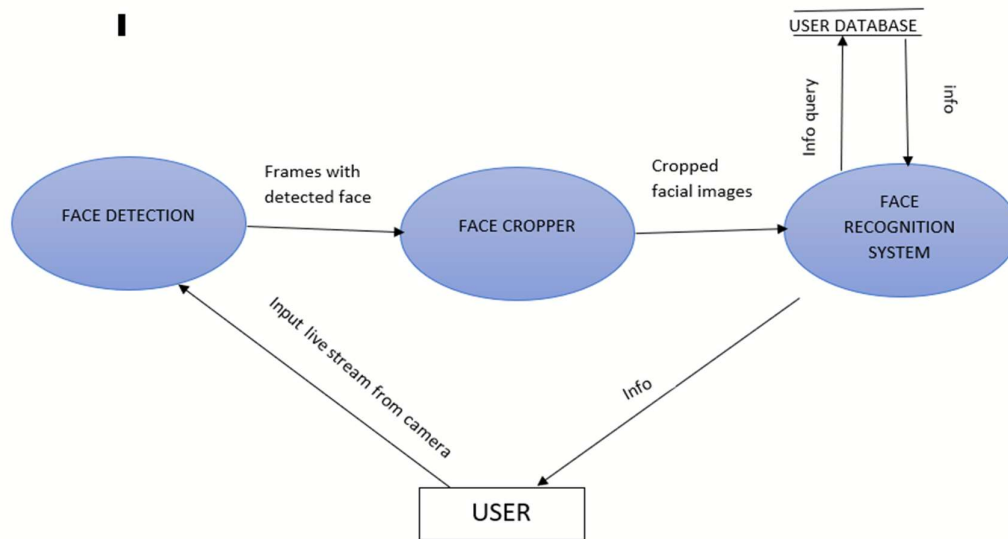 USER DATABASE
Info query
info
Frames with
detected face
Cropped
facial images
FACE DETECTION
FACE CROPPER
FACE
RECOGNITION
SYSTEM
Input live stream from camera
Info
USER